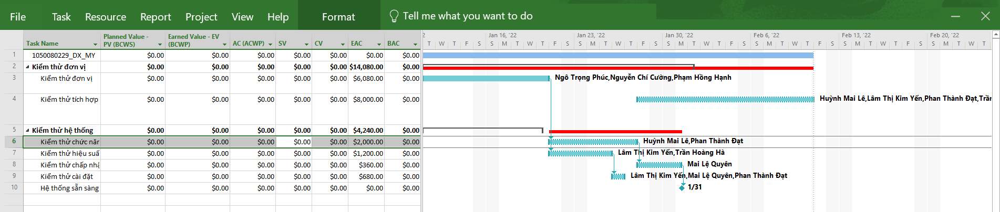 File Task Resource Report Project View Help Format Tell me what you want to do
Task Name Planned Value - PV (BCWS) Earned Value - EV (BCWP) AC (ACWP) SV CV EAC BAC
2 Jan 16, '22 Jan 23, '22 Jan 30, '22 Feb 6, '22 Feb 13, '22 Feb 20, '22
T W T F S S M T W T F S S M T W T F S S M T W T F S S M T W T F S S M T W T F S S M T W T
1 1050080229_DX_MY $0.00 $0.00 $0.00 $0.00 $0.00 $0.00 $0.00
2 Kiểm thử đơn vị $0.00 $0.00 $0.00 $0.00 $0.00 $14,080.00 $0.00
3 Kiểm thử đơn vị $0.00 $0.00 $0.00 $0.00 $0.00 $6,080.00 $0.00 Ngô Trọng Phúc,Nguyễn Chí Cường,Phạm Hồng Hạnh
4 Kiểm thử tích hợp $0.00 $0.00 $0.00 $0.00 $0.00 $8,000.00 $0.00 Huỳnh Mai Lê,Lâm Thị Kim Yến,Phan Thành Đạt,Trần
5 Kiểm thử hệ thống $0.00 $0.00 $0.00 $0.00 $0.00 $4,240.00 $0.00
6 Kiểm thử chức năn $0.00 $0.00 $0.00 $0.00 $0.00 $2,000.00 $0.00 Huỳnh Mai Lê,Phan Thành Đạt
7 Kiểm thử hiệu suấ $0.00 $0.00 $0.00 $0.00 $0.00 $1,200.00 $0.00 Lâm Thị Kim Yến,Trần Hoàng Hà
8 Kiểm thử chấp nhậ $0.00 $0.00 $0.00 $0.00 $0.00 $360.00 $0.00 Mai Lệ Quyên
9 Kiểm thử cài đặt $0.00 $0.00 $0.00 $0.00 $0.00 $680.00 $0.00 Lâm Thị Kim Yến,Mai Lệ Quyên,Phan Thành Đạt
10 Hệ thống sẵn sàng $0.00 $0.00 $0.00 $0.00 $0.00 $0.00 $0.00 1/31